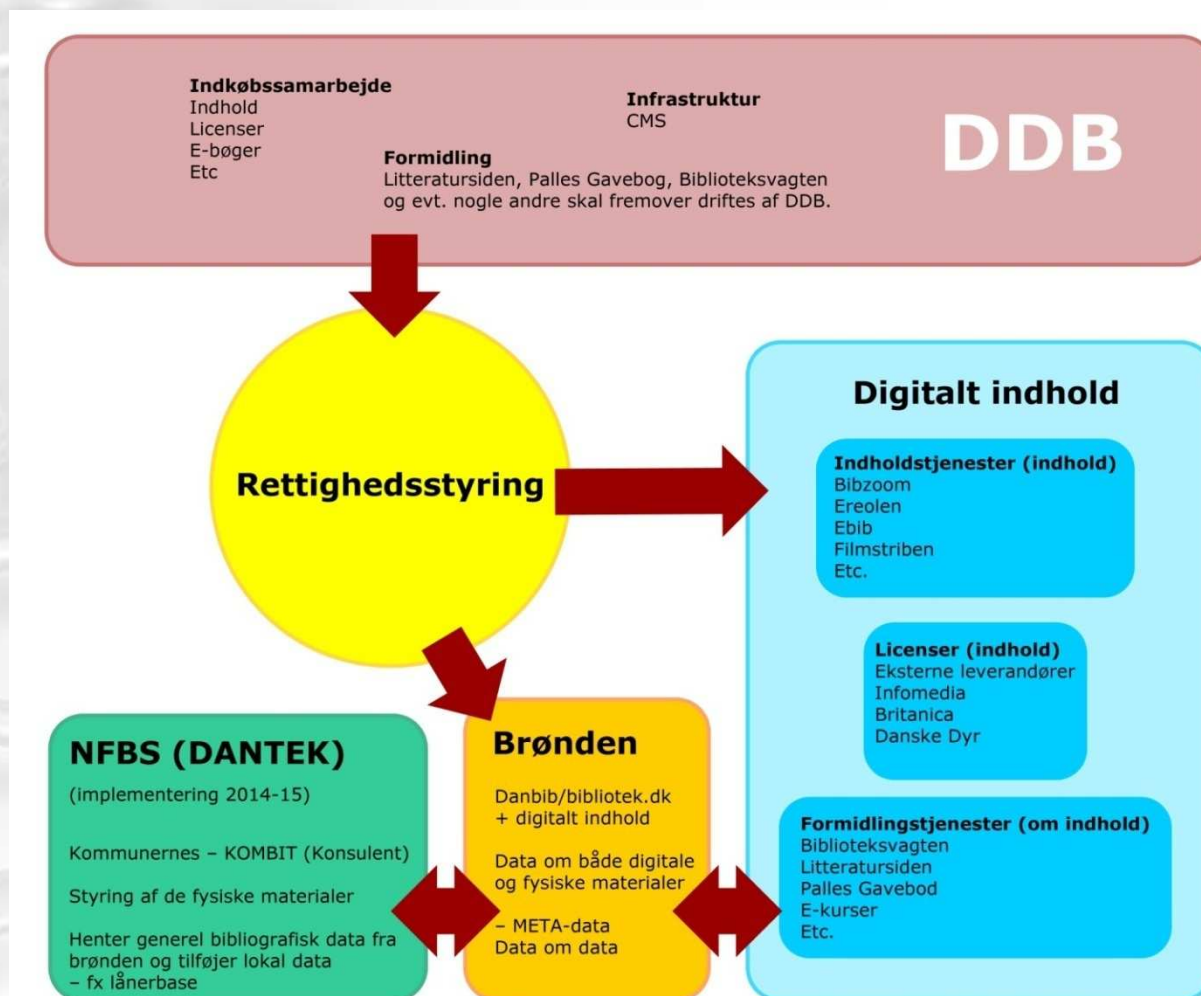 Indkøbssamarbejde
Indhold
Licenser
E-bøger
Etc
Infrastruktur
CMS
DDB
Formidling
Litteratursiden, Palles Gavebog, Biblioteksvagten
og evt. nogle andre skal fremover driftes af DDB.
Rettighedsstyring
Digitalt indhold
Indholdstjenester (indhold)
Bibzoom
Ereolen
Ebib
Filmstriben
Etc.
Licenser (indhold)
Eksterne leverandører
Infomedia
Britanica
Danske Dyr
Formidlingstjenester (om indhold)
Biblioteksvagten
Litteratursiden
Palles Gavebod
E-kurser
Etc.
NFBS (DANTEK)
(implementering 2014-15)
Kommunernes – KOMBIT (Konsulent)
Styring af de fysiske materialer
Henter generel bibliografisk data fra
brønden og tilføjer lokal data
– fx lånerbase
Brønden
Danbib/bibliotek.dk
+ digitalt indhold
Data om både digitale
og fysiske materialer
– META-data
Data om data